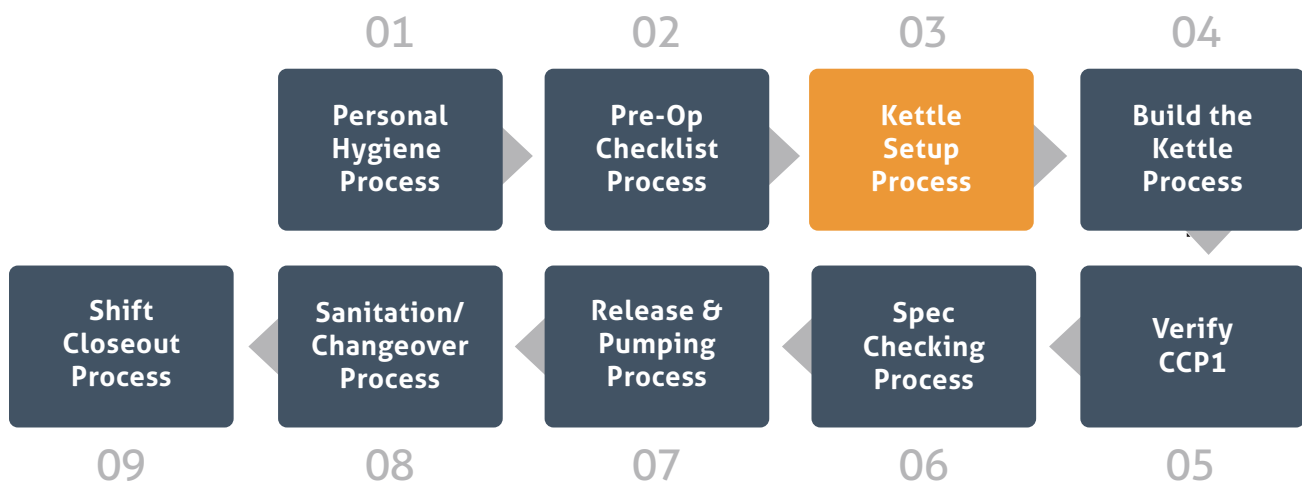 01
02
03
04
Personal
Hygiene
Process
Pre-Op
Checklist
Process
Kettle
Setup
Process
Build the
Kettle
Process
Shift
Closeout
Process
Sanitation/
Changeover
Process
Release &
Pumping
Process
Spec
Checking
Process
Verify
CCP1
09
08
07
06
05